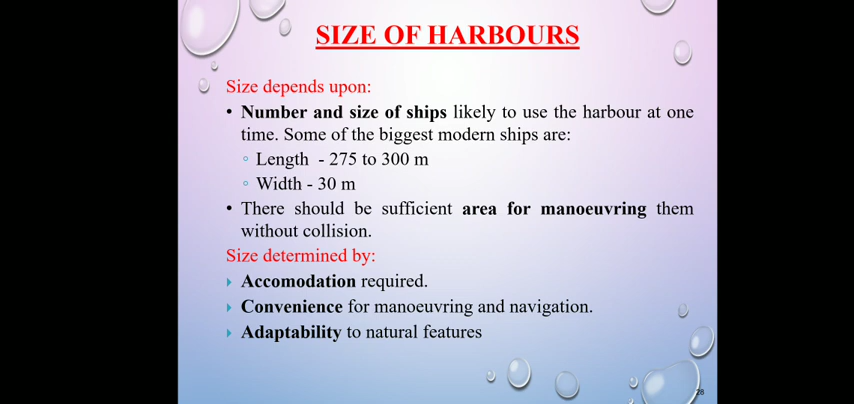 SIZE OF HARBOURS
Size depends upon:
• Number and size of ships likely to use the harbour at one
time. Some of the biggest modern ships are:
◦ Length - 275 to 300 m
◦ Width - 30 m
• There should be sufficient area for manoeuvring them
without collision.
Size determined by:
Accomodation required.
Convenience for manoeuvring and navigation.
Adaptability to natural features
28